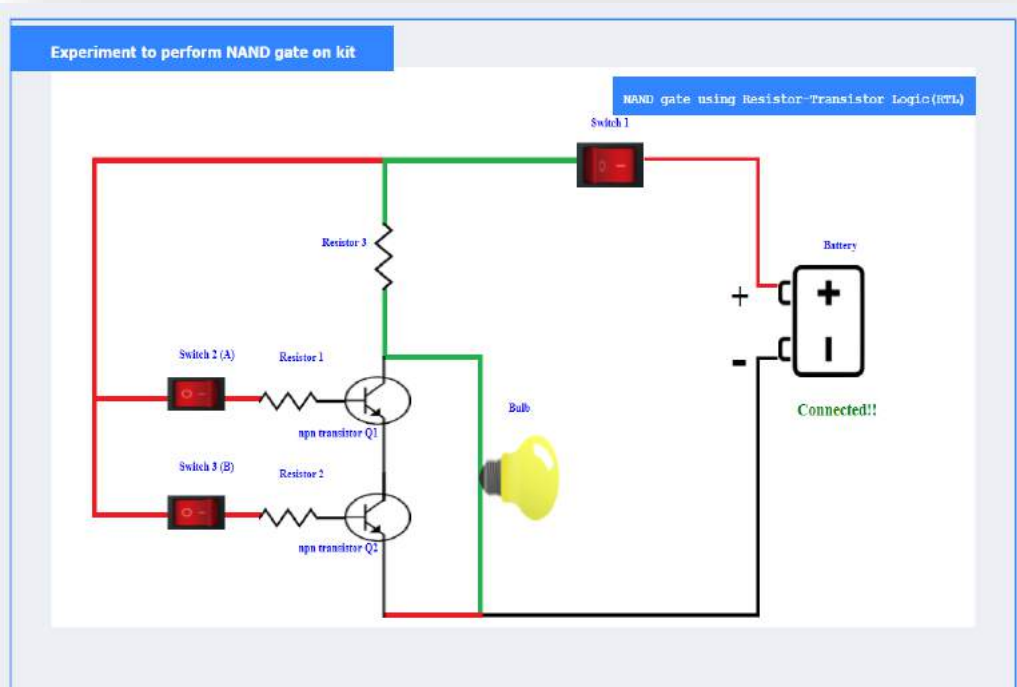 Experiment to perform NAND gate on kit
NAND gate using Resistor-Transistor Logic(RTL)
Switch 1
Resistor 3
Battery
+
+
-
Switch 2 (A)
Resistor 1
npn transistor Q1
Connected!!
Bulb
Switch 3 (B)
Resistor 2
npn transistor Q2